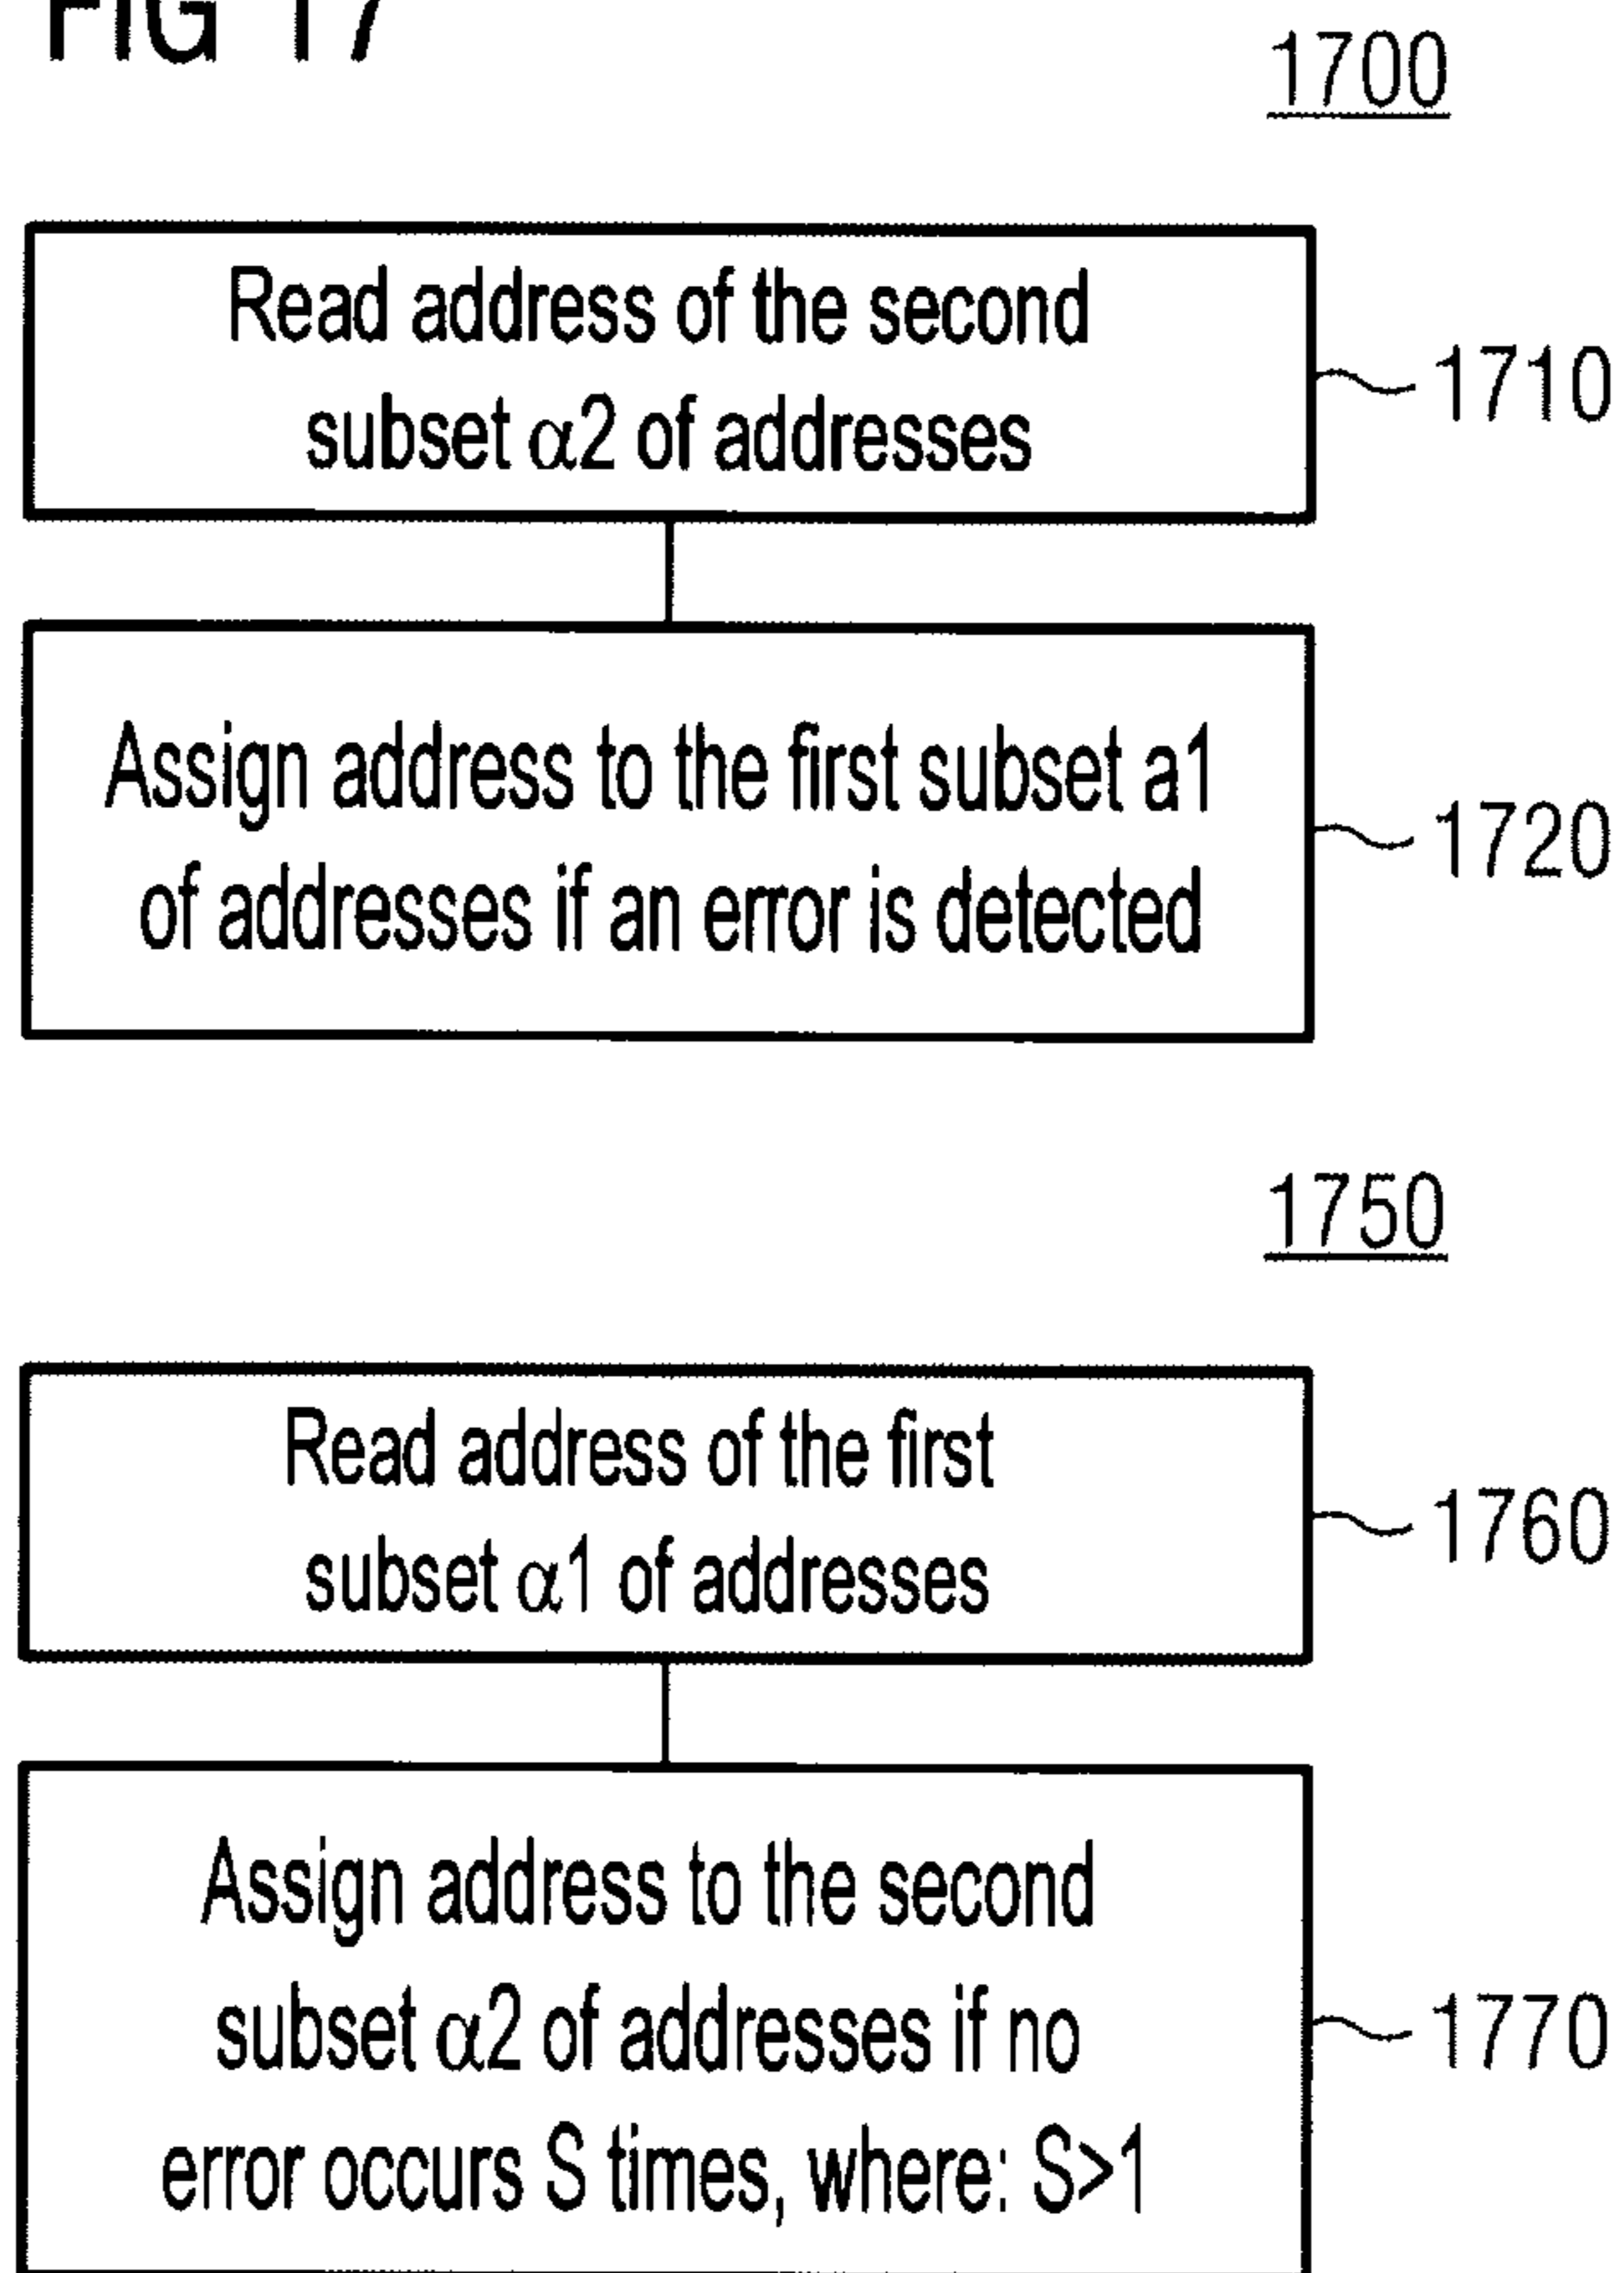 FIG 17
1700
Read address of the second
subset α2 of addresses
1710
Assign address to the first subset a1
of addresses if an error is detected
1720
1750
Read address of the first
subset α1 of addresses
1760
Assign address to the second
subset α2 of addresses if no
error occurs S times, where: S>1
1770